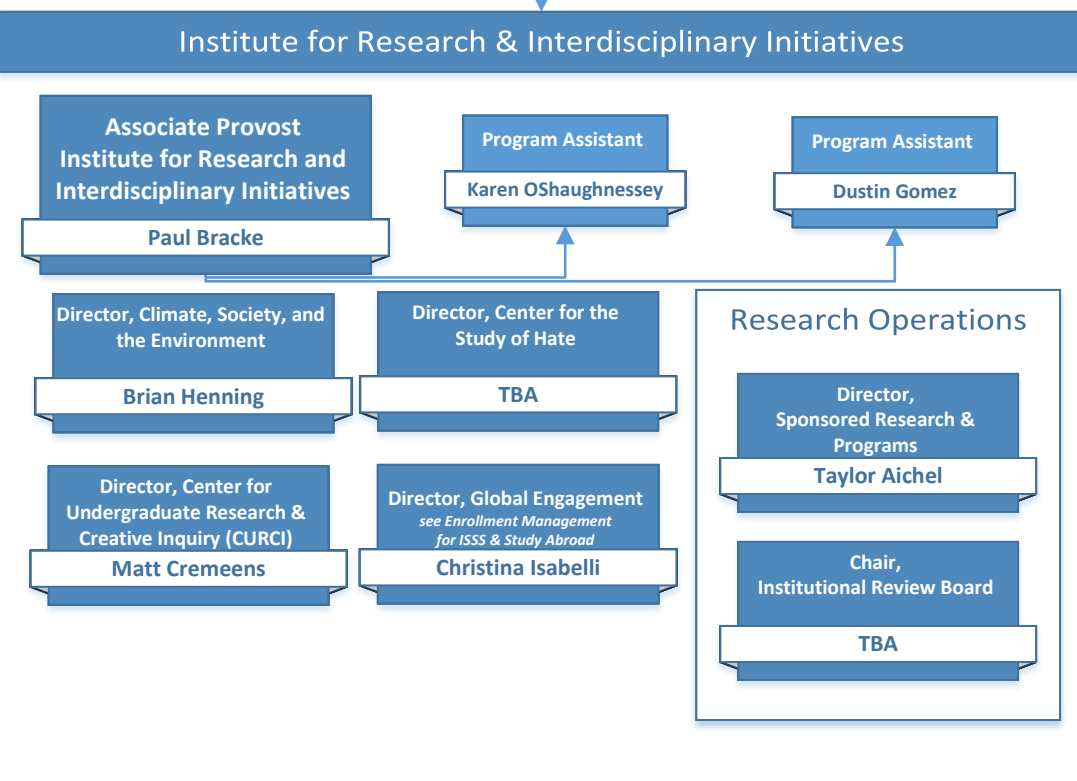 Institute for Research & Interdisciplinary Initiatives
Associate Provost
Institute for Research and
Interdisciplinary Initiatives
Paul Bracke
Program Assistant
Karen OShaughnessey
Program Assistant
Dustin Gomez
Director, Climate, Society, and
the Environment
Brian Henning
Director, Center for the
Study of Hate
TBA
Director, Center for
Undergraduate Research &
Creative Inquiry (CURCI)
Matt Cremeens
Director, Global Engagement
see Enrollment Management
for ISSS & Study Abroad
Christina Isabelli
Research Operations
Director,
Sponsored Research &
Programs
Taylor Aichel
Chair,
Institutional Review Board
TBA